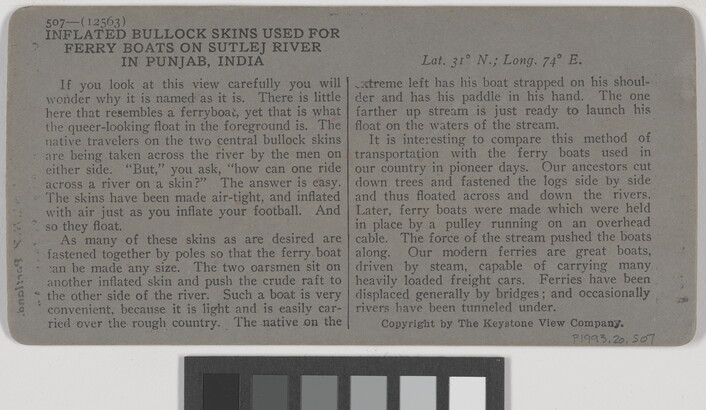 507—(12563)
INFLATED BULLOCK SKINS USED FOR
FERRY BOATS ON SUTLEJ RIVER
IN PUNJAB, INDIA
If you look at this view carefully you will
wonder why it is named as it is. There is little
here that resembles a ferryboat, yet that is what
the queer-looking float in the foreground is. The
native travelers on the two central bullock skins
are being taken across the river by the men on
either side. "But," you ask, "how can one ride
across a river on a skin?" The answer is easy.
The skins have been made air-tight, and inflated
with air just as you inflate your football. And
so they float.
As many of these skins as are desired are
fastened together by poles so that the ferry boat
can be made any size. The two oarsmen sit on
another inflated skin and push the crude raft to
the other side of the river. Such a boat is very
convenient, because it is light and is easily car-
ried over the rough country. The native on the
Lat. 31° N.; Long. 74° E.
extreme left has his boat strapped on his shoul-
der and has his paddle in his hand. The one
farther up stream is just ready to launch his
float on the waters of the stream.
It is interesting to compare this method of
transportation with the ferry boats used in
our country in pioneer days. Our ancestors cut
down trees and fastened the logs side by side
and thus floated across and down the rivers.
Later, ferry boats were made which were held
in place by a pulley running on an overhead
cable. The force of the stream pushed the boats
along. Our modern ferries are great boats,
driven by steam, capable of carrying many
heavily loaded freight cars. Ferries have been
displaced generally by bridges; and occasionally
rivers have been tunneled under.
Copyright by The Keystone View Company.
P1993.20.507